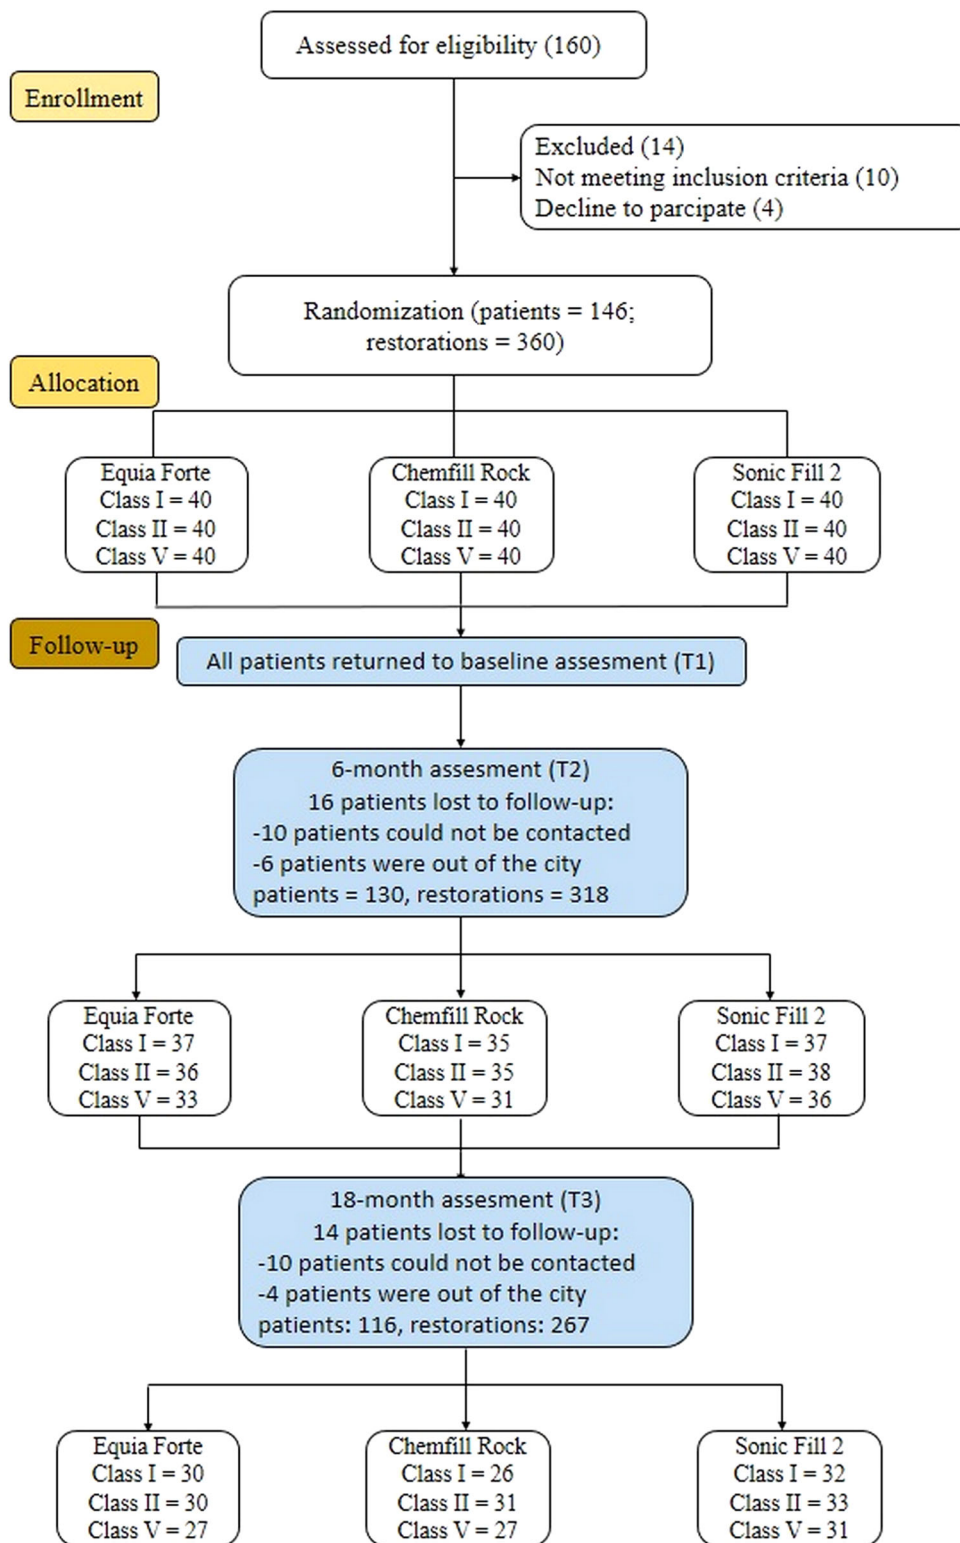 Assessed for eligibility (160)
Enrollment
Excluded (14)
Not meeting inclusion criteria (10)
Decline to parcipate (4)
Randomization (patients = 146;
restorations = 360)
Allocation
Equia Forte
Class I = 40
Class II = 40
Class V = 40
Chemfill Rock
Class I = 40
Class II = 40
Class V = 40
Sonic Fill 2
Class I = 40
Class II = 40
Class V = 40
Follow-up
All patients returned to baseline assesment (T1)
6-month assesment (T2)
16 patients lost to follow-up:
-10 patients could not be contacted
-6 patients were out of the city
patients = 130, restorations = 318
Equia Forte
Class I = 37
Class II = 36
Class V = 33
Chemfill Rock
Class I = 35
Class II = 35
Class V = 31
Sonic Fill 2
Class I = 37
Class II = 38
Class V = 36
18-month assesment (T3)
14 patients lost to follow-up:
-10 patients could not be contacted
-4 patients were out of the city
patients: 116, restorations: 267
Equia Forte
Class I = 30
Class II = 30
Class V = 27
Chemfill Rock
Class I = 26
Class II = 31
Class V = 27
Sonic Fill 2
Class I = 32
Class II = 33
Class V = 31